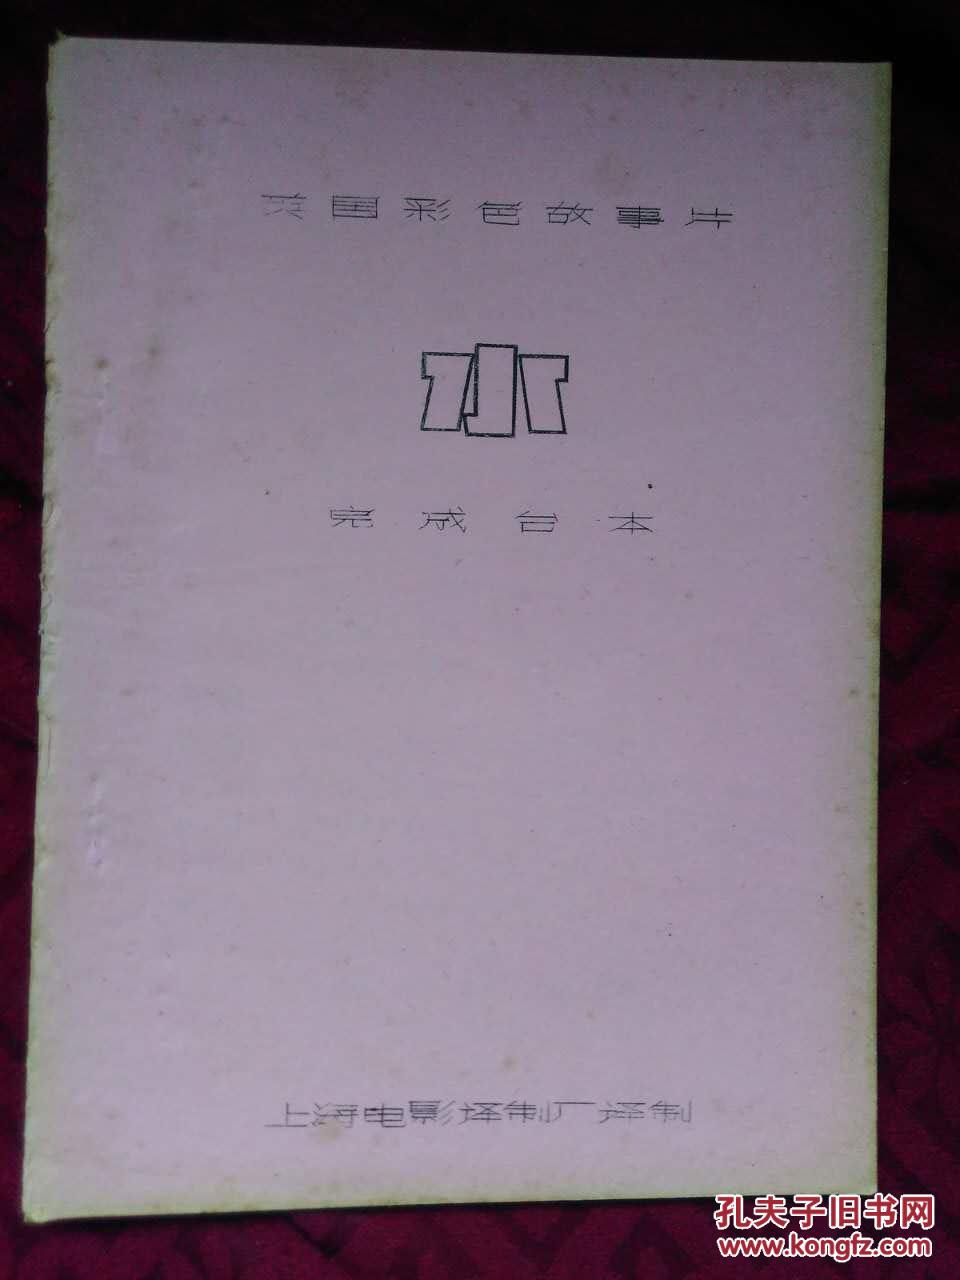 英国彩色故事片
水
完成台本
上海电影译制厂译制
孔夫子旧书网
www.kongfz.com